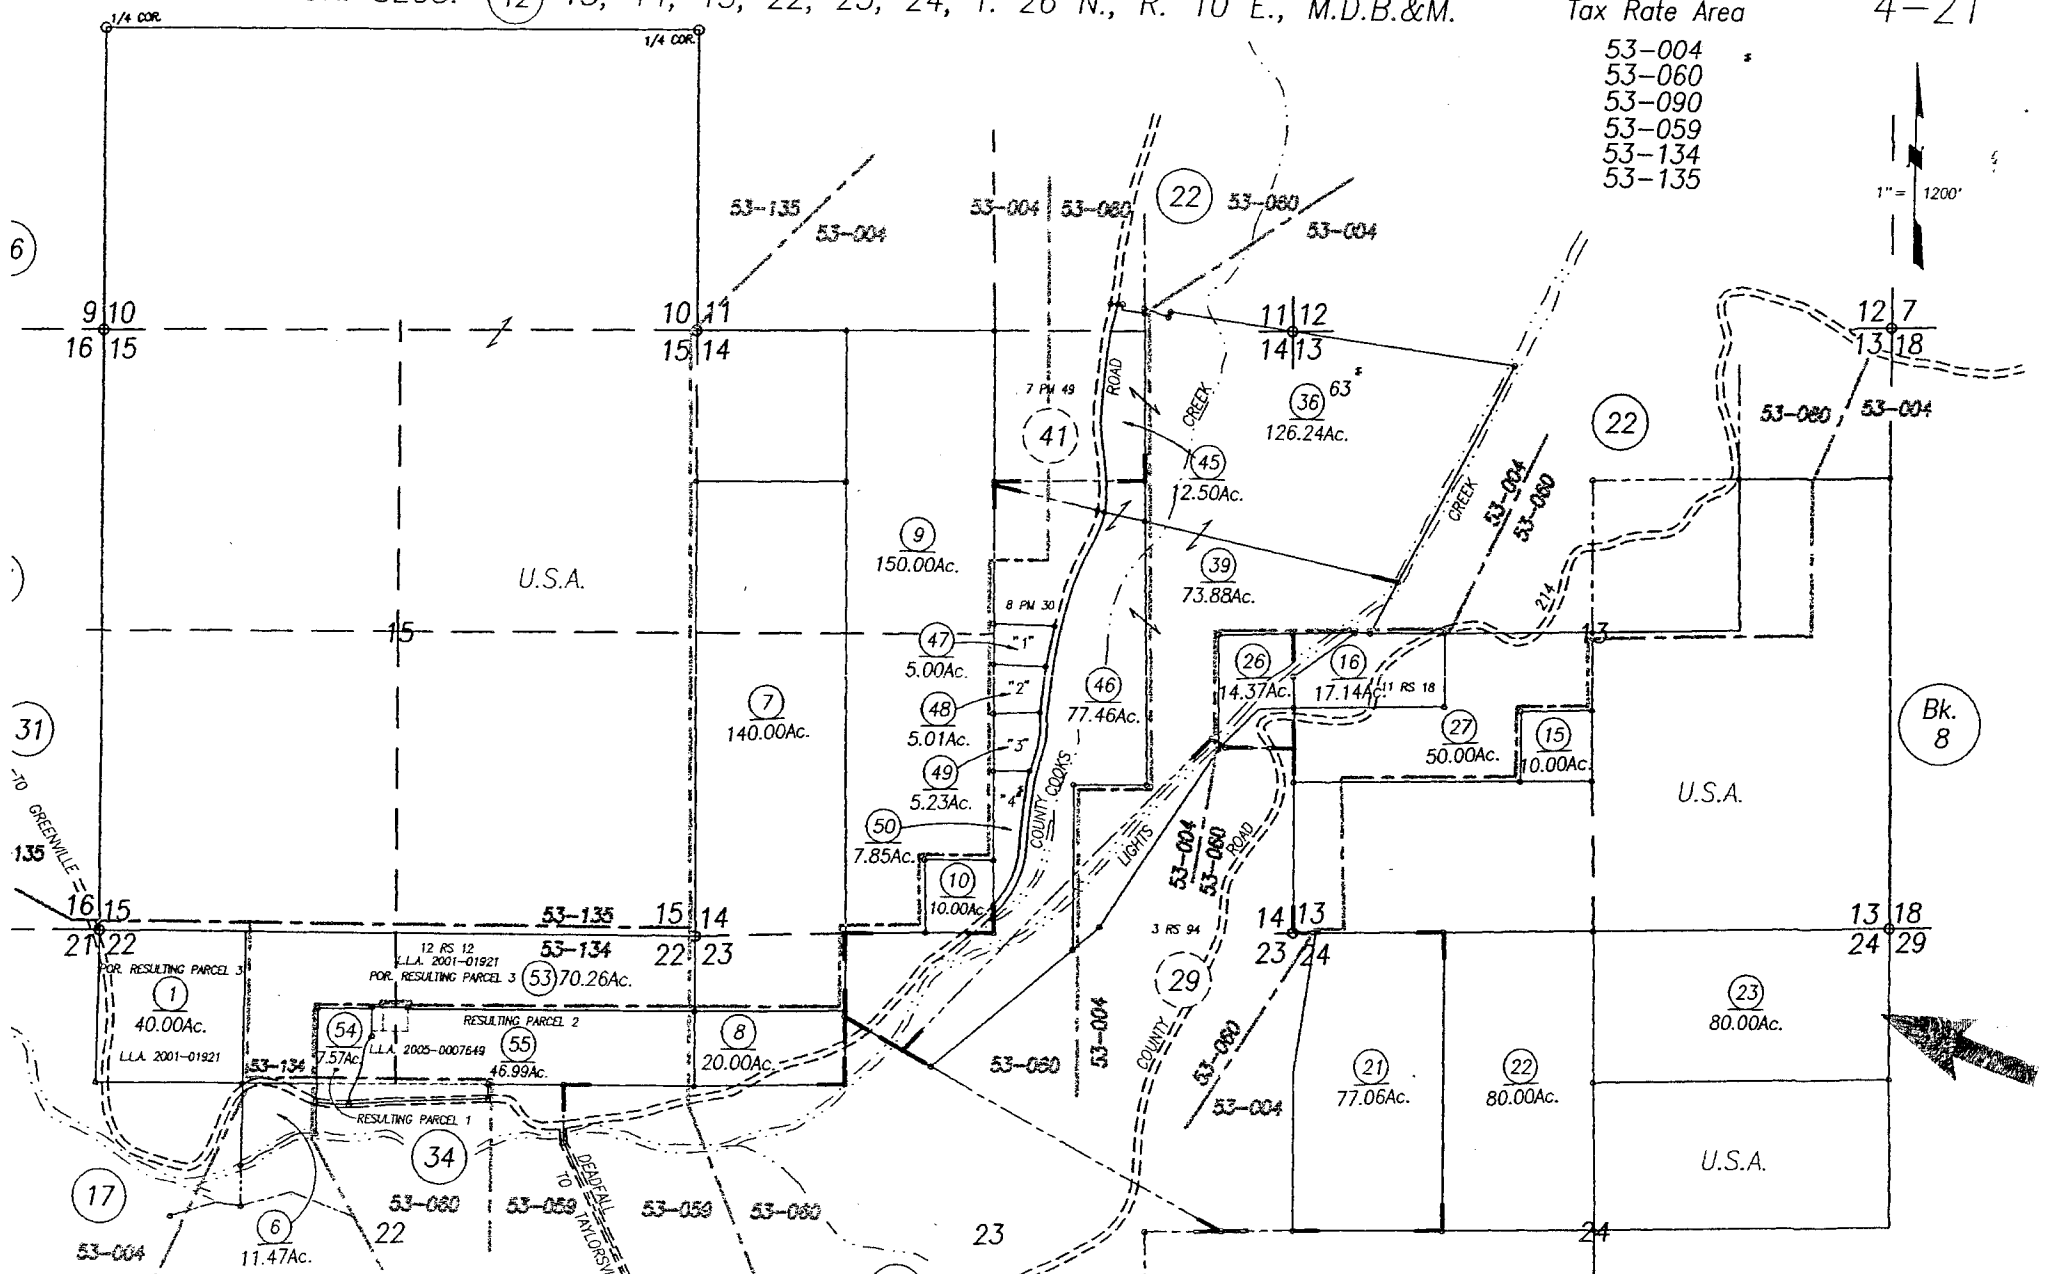 12 13, 14, 15, 22, 23, 24, T. 26 N., R. 10 E., M.D.B.&M.
Tax Rate Area
4-21
53-004
53-060
53-090
53-059
53-134
53-135
1" = 1200'
1/4 COR.
1/4 COR.
53-135
53-004
53-004
53-060
22
53-060
53-004
6
9 10
16 15
10 11
15 14
11 12
14 13
12 7
13 18
7 PM 49
41
ROAD
CREEK
36
63
126.24Ac.
22
53-060
53-004
45
12.50Ac.
CREEK
53-004
53-060
9
150.00Ac.
U.S.A.
39
73.88Ac.
214
8 PM 30
15
13
47
5.00Ac.
"1"
48
5.01Ac.
"2"
49
5.23Ac.
"3"
50
7.85Ac.
"4"
46
77.46Ac.
26
14.37Ac.
16
17.14Ac.
11 RS 18
27
50.00Ac.
15
10.00Ac.
7
140.00Ac.
31
Bk.
8
U.S.A.
TO GREENVILLE
135
COUNTY
COOKS
LIGHTS
53-004
53-060
ROAD
10
10.00Ac.
16 15
21 22
53-135
53-134
15 14
22 23
14 13
23 24
13 18
24 29
3 RS 94
29
12 RS 12
L.L.A. 2001-01921
POR. RESULTING PARCEL 3
53
70.26Ac.
POR. RESULTING PARCEL 3
1
40.00Ac.
L.L.A. 2001-01921
RESULTING PARCEL 2
54
7.57Ac.
L.L.A. 2005-0007649
55
46.99Ac.
8
20.00Ac.
53-134
RESULTING PARCEL 1
53-060
53-004
COUNTY
53-060
53-004
21
77.06Ac.
22
80.00Ac.
23
80.00Ac.
U.S.A.
34
17
53-004
6
11.47Ac.
53-060
22
53-059
DEADFALL
TO
53-059
53-060
23
24